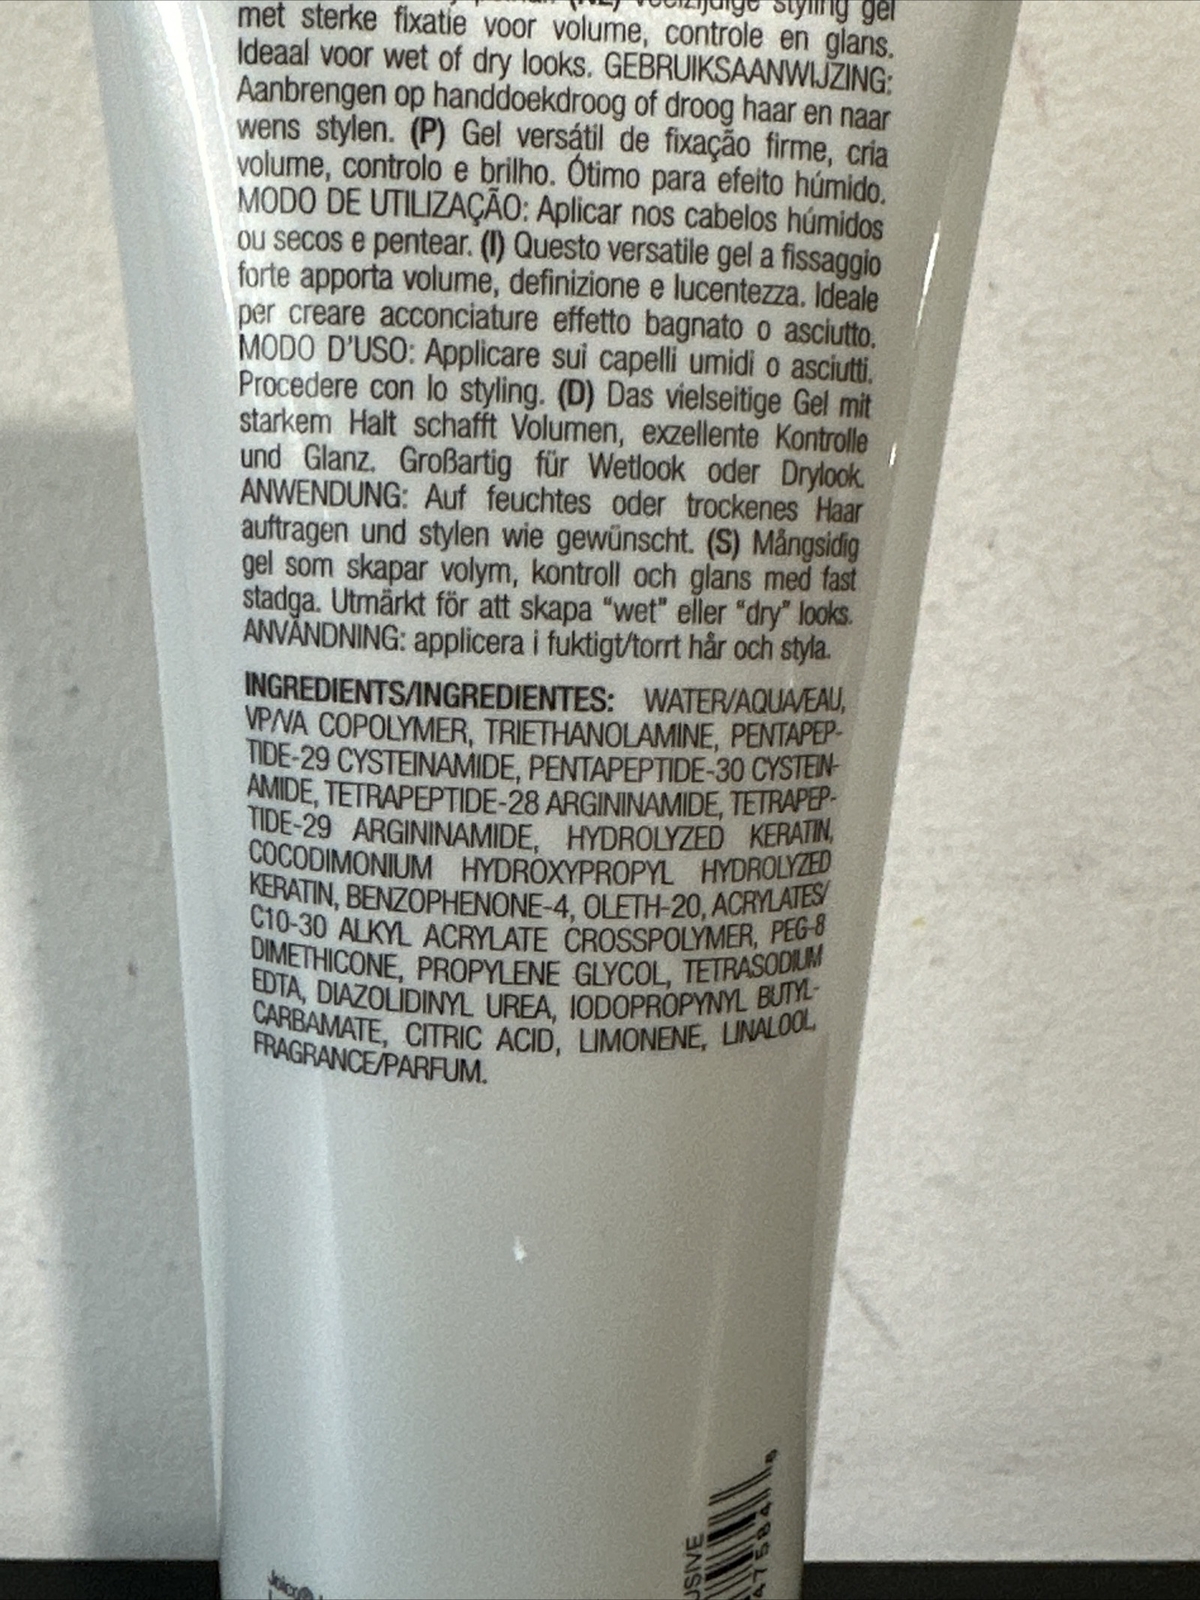 styling gel
met sterke fixatie voor volume, controle en glans.
Ideaal voor wet of dry looks. GEBRUIKSAANWIJZING:
Aanbrengen op handdoekdroog of droog haar en naar
wens stylen. (P) Gel versátil de fixação firme, cria
volume, controlo e brilho. Ótimo para efeito húmido.
MODO DE UTILIZAÇÃO: Aplicar nos cabelos húmidos
ou secos e pentear. (I) Questo versatile gel a fissaggio
forte apporta volume, definizione e lucentezza. Ideale
per creare acconciature effetto bagnato o asciutto.
MODO D'USO: Applicare sui capelli umidi o asciutti.
Procedere con lo styling. (D) Das vielseitige Gel mit
starkem Halt schafft Volumen, exzellente Kontrolle
und Glanz. Großartig für Wetlook oder Drylook.
ANWENDUNG: Auf feuchtes oder trockenes Haar
auftragen und stylen wie gewünscht. (S) Mångsidig
gel som skapar volym, kontroll och glans med fast
stadga. Utmärkt för att skapa "wet" eller "dry" looks.
ANVÄNDNING: applicera i fuktigt/torrt hår och styla.
INGREDIENTS/INGREDIENTES: WATER/AQUA/EAU,
VP/VA COPOLYMER, TRIETHANOLAMINE, PENTAPEP-
TIDE-29 CYSTEINAMIDE, PENTAPEPTIDE-30 CYSTEIN-
AMIDE, TETRAPEPTIDE-28 ARGININAMIDE, TETRAPEP-
TIDE-29 ARGININAMIDE, HYDROLYZED KERATIN,
COCODIMONIUM HYDROXYPROPYL HYDROLYZED
KERATIN, BENZOPHENONE-4, OLETH-20, ACRYLATES/
C10-30 ALKYL ACRYLATE CROSSPOLYMER, PEG-8
DIMETHICONE, PROPYLENE GLYCOL, TETRASODIUM
EDTA, DIAZOLIDINYL UREA, IODOPROPYNYL BUTYL-
CARBAMATE, CITRIC ACID, LIMONENE, LINALOOL,
FRAGRANCE/PARFUM.
USIVE
47584 8
Joico®